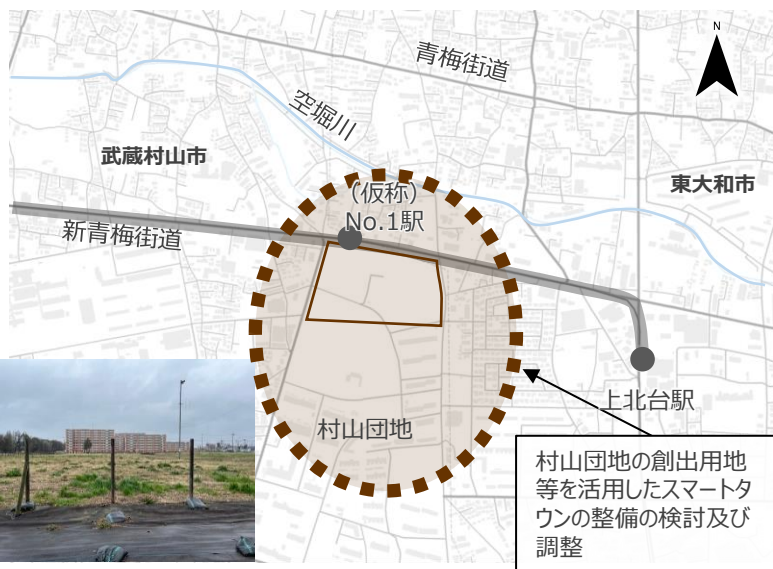 N
青梅街道
空堀川
武蔵村山市
東大和市
(仮称)
No.1駅
新青梅街道
上北台駅
村山団地
村山団地の創出用地
等を活用したスマートタ
ウンの整備の検討及び
調整